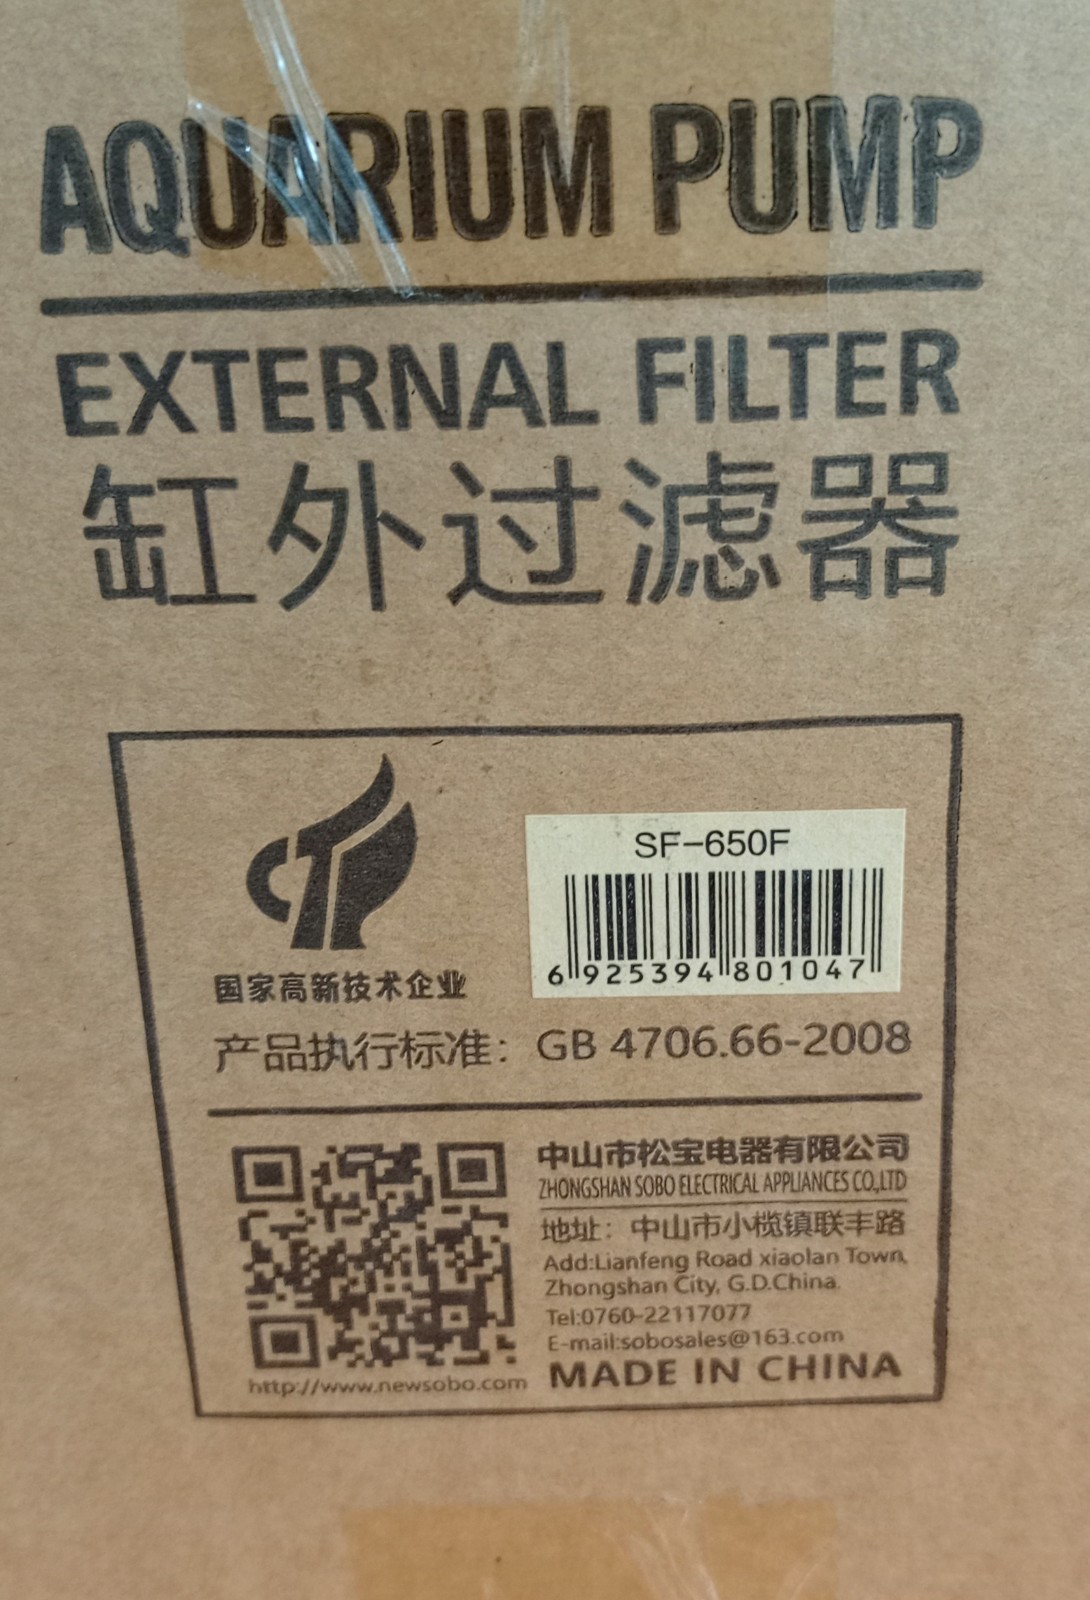 AQUARIUM PUMP
EXTERNAL FILTER
缸外过滤器
SF-650F
6 925394 801047
国家高新技术企业
产品执行标准：GB 4706.66-2008
中山市松宝电器有限公司
ZHONGSHAN SOBO ELECTRICAL APPLIANCES CO.,LTD
地址：中山市小榄镇联丰路
Add:Lianfeng Road xiaolan Town,
Zhongshan City, G.D.China.
Tel:0760-22117077
E-mail:sobosales@163.com
MADE IN CHINA
http://www.newsobo.com